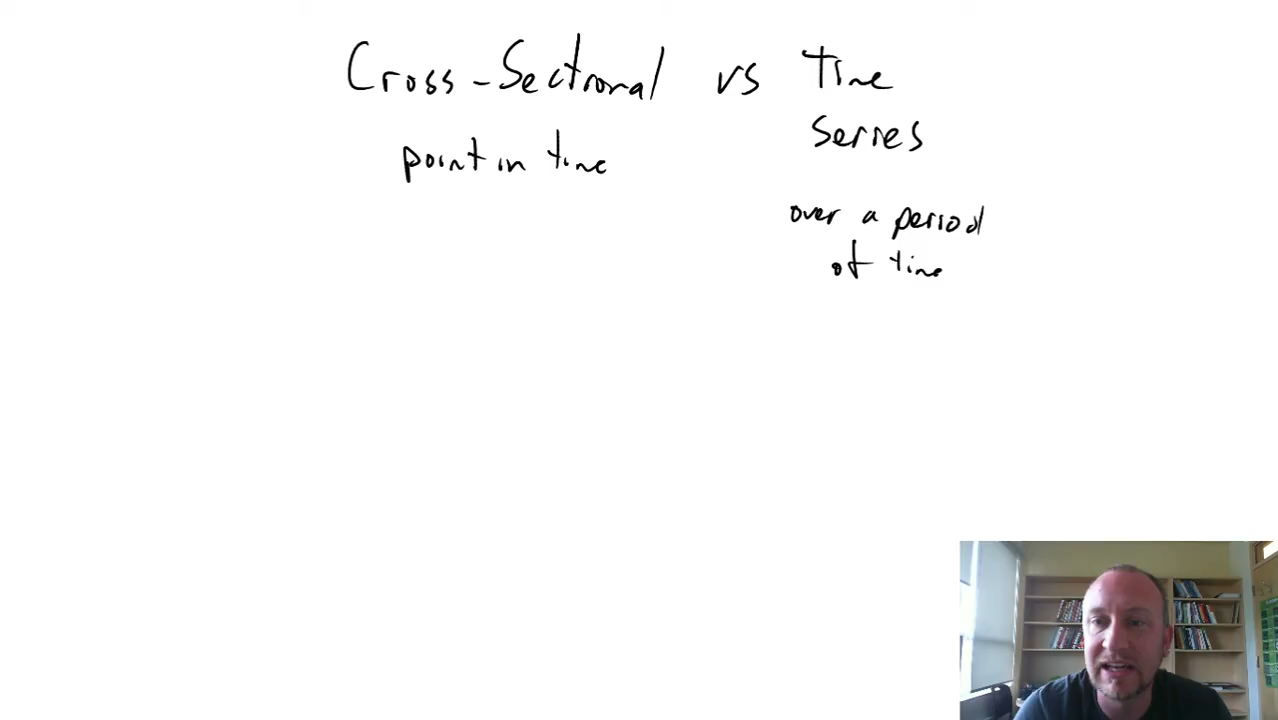 Cross-Sectional vs Time
Series
point in time
over a period
of time